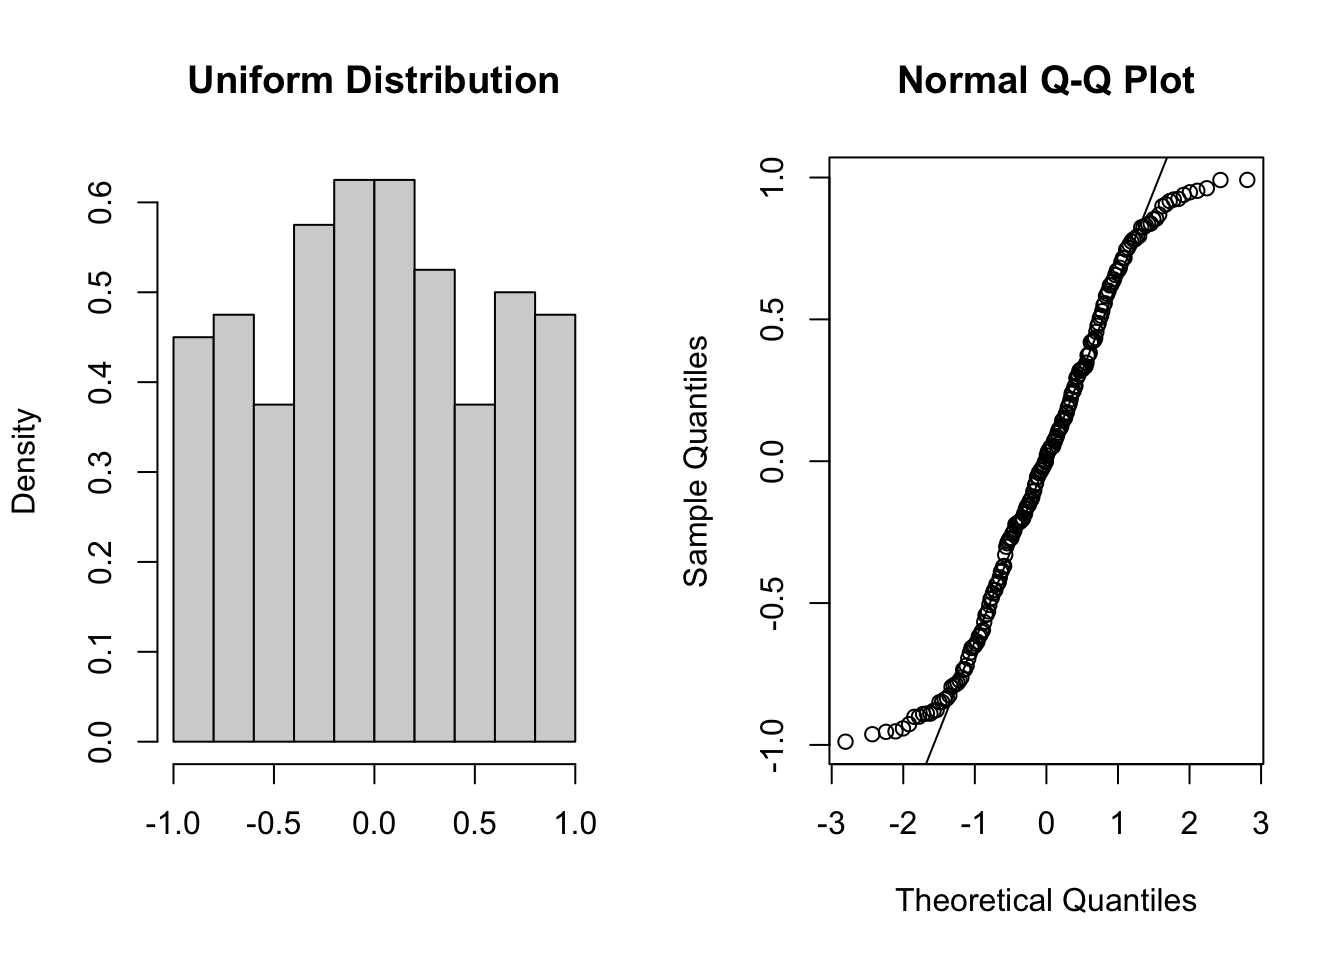 Uniform Distribution
Density
0.0 0.1 0.2 0.3 0.4 0.5 0.6
-1.0 -0.5 0.0 0.5 1.0
Normal Q-Q Plot
Sample Quantiles
-1.0 -0.5 0.0 0.5 1.0
-3 -2 -1 0 1 2 3
Theoretical Quantiles